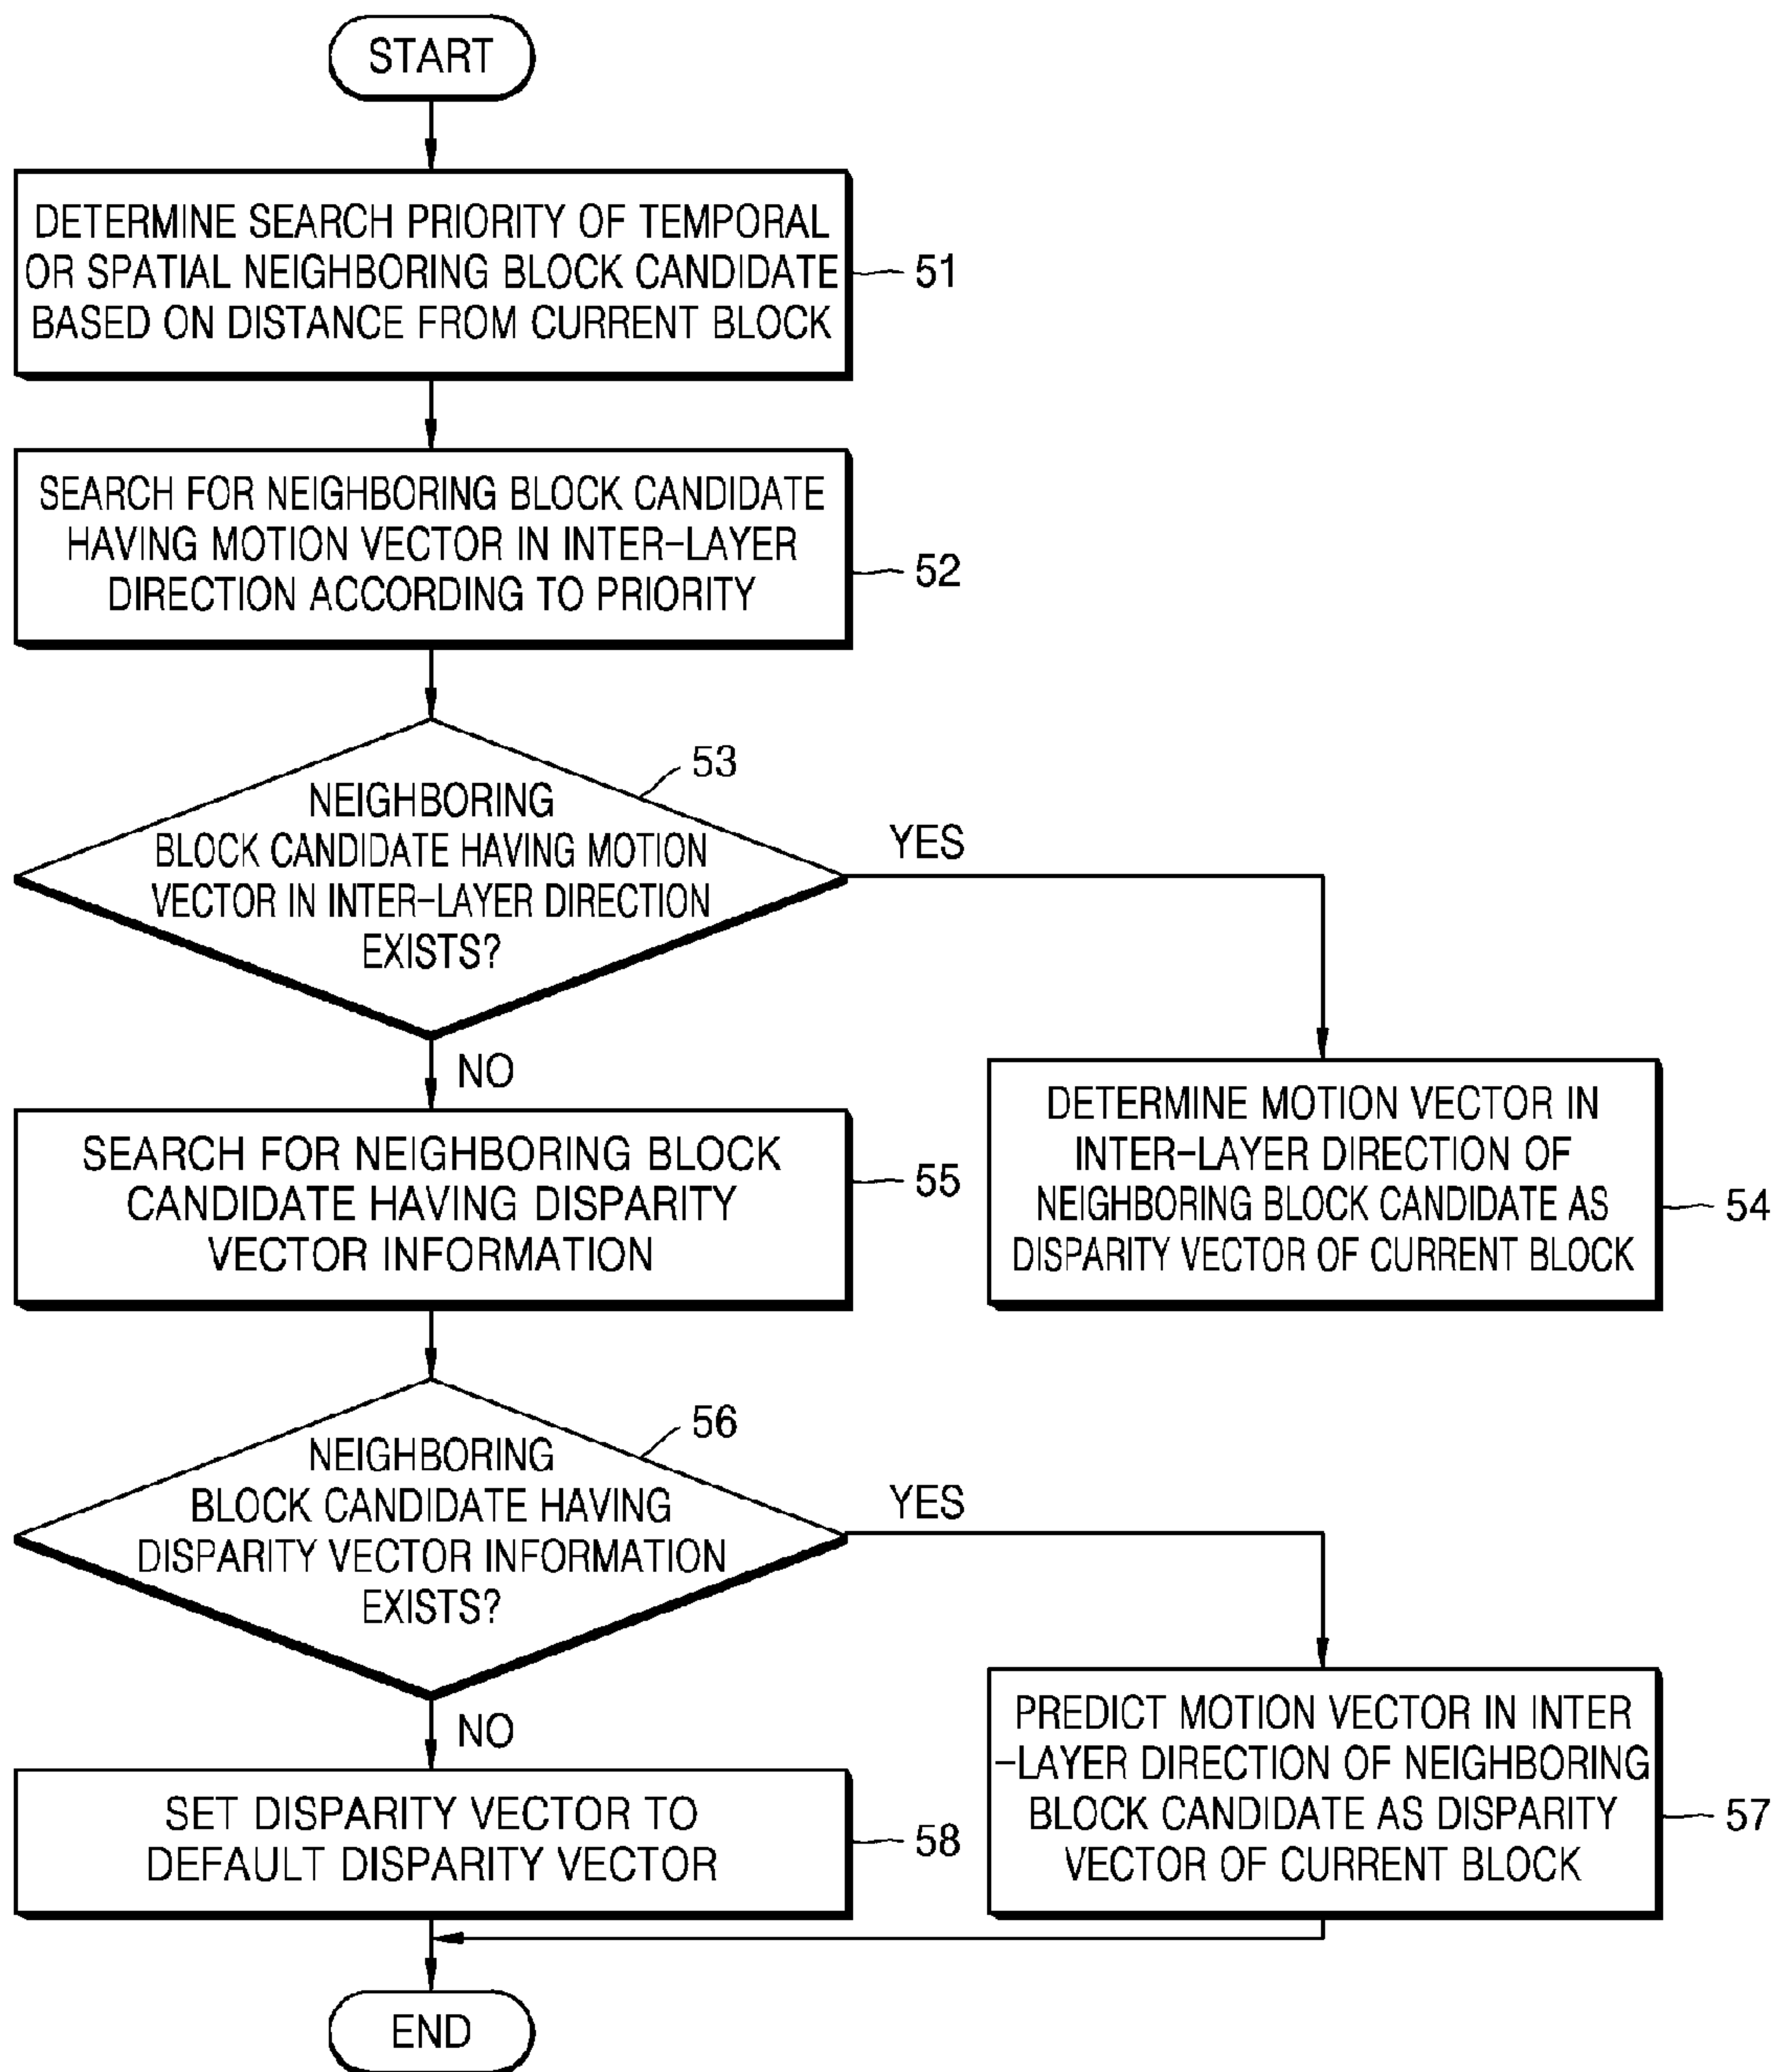 START
DETERMINE SEARCH PRIORITY OF TEMPORAL
OR SPATIAL NEIGHBORING BLOCK CANDIDATE
BASED ON DISTANCE FROM CURRENT BLOCK
51
SEARCH FOR NEIGHBORING BLOCK CANDIDATE
HAVING MOTION VECTOR IN INTER-LAYER
DIRECTION ACCORDING TO PRIORITY
52
53
NEIGHBORING
BLOCK CANDIDATE HAVING MOTION
VECTOR IN INTER-LAYER DIRECTION
EXISTS?
YES
NO
DETERMINE MOTION VECTOR IN
INTER-LAYER DIRECTION OF
NEIGHBORING BLOCK CANDIDATE AS
DISPARITY VECTOR OF CURRENT BLOCK
54
SEARCH FOR NEIGHBORING BLOCK
CANDIDATE HAVING DISPARITY
VECTOR INFORMATION
55
56
NEIGHBORING
BLOCK CANDIDATE HAVING
DISPARITY VECTOR INFORMATION
EXISTS?
YES
NO
PREDICT MOTION VECTOR IN INTER
-LAYER DIRECTION OF NEIGHBORING
BLOCK CANDIDATE AS DISPARITY
VECTOR OF CURRENT BLOCK
57
SET DISPARITY VECTOR TO
DEFAULT DISPARITY VECTOR
58
END